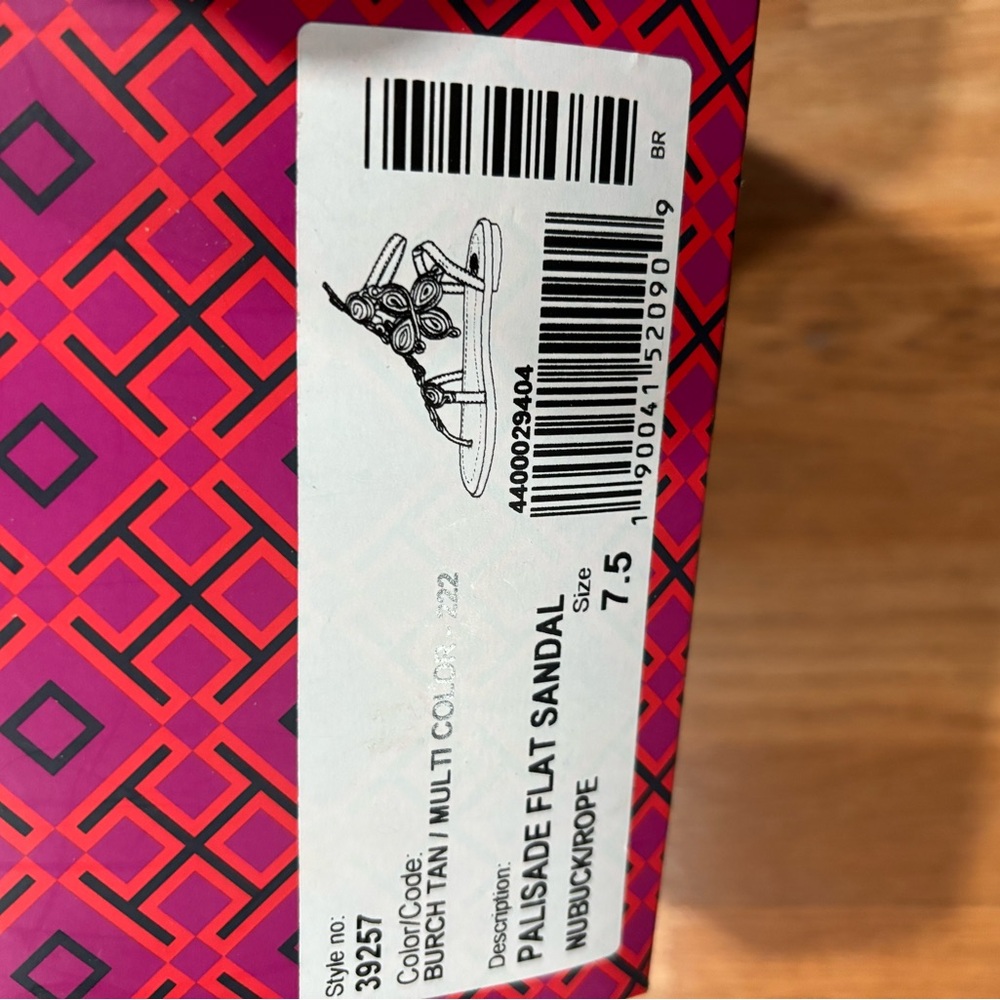 Style no:
39257
Color/Code:
BURCH TAN / MULTI COLOR - 222
Description:
PALISADE FLAT SANDAL
NUBUCK/ROPE
Size
7.5
4400029404
1 90041 52090 9
BR